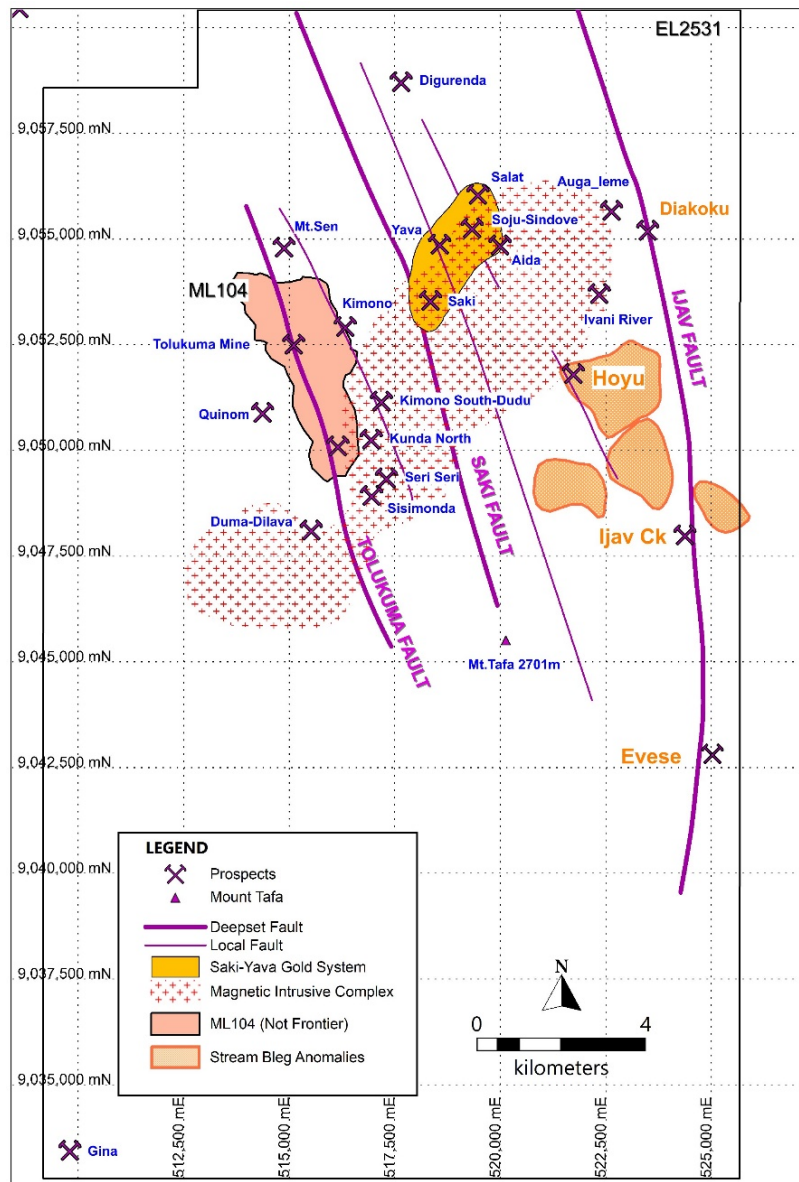 EL2531
Digurenda
9,057,500 mN
Salat
Auga_leme
Soju-Sindove
Diakoku
Mt.Sen
Yava
9,055,000 mN
Aida
ML104
Kimono
Saki
Ivani River
IJAV FAULT
Tolukuma Mine
9,052,500 mN
Hoyu
Kimono South-Dudu
Quinom
Kunda North
9,050,000 mN
SAKI FAULT
Seri Seri
Sisimonda
Duma-Dilava
Ijav Ck
9,047,500 mN
TOLUKUMA FAULT
9,045,000 mN
Mt.Tafa 2701m
Evese
9,042,500 mN
9,040,000 mN
9,037,500 mN
9,035,000 mN
LEGEND
Prospects
Mount Tafa
Deepset Fault
Local Fault
Saki-Yava Gold System
Magnetic Intrusive Complex
ML104 (Not Frontier)
Stream Bleg Anomalies
N
0 4
kilometers
Gina
512,500 mE
515,000 mE
517,500 mE
520,000 mE
522,500 mE
525,000 mE